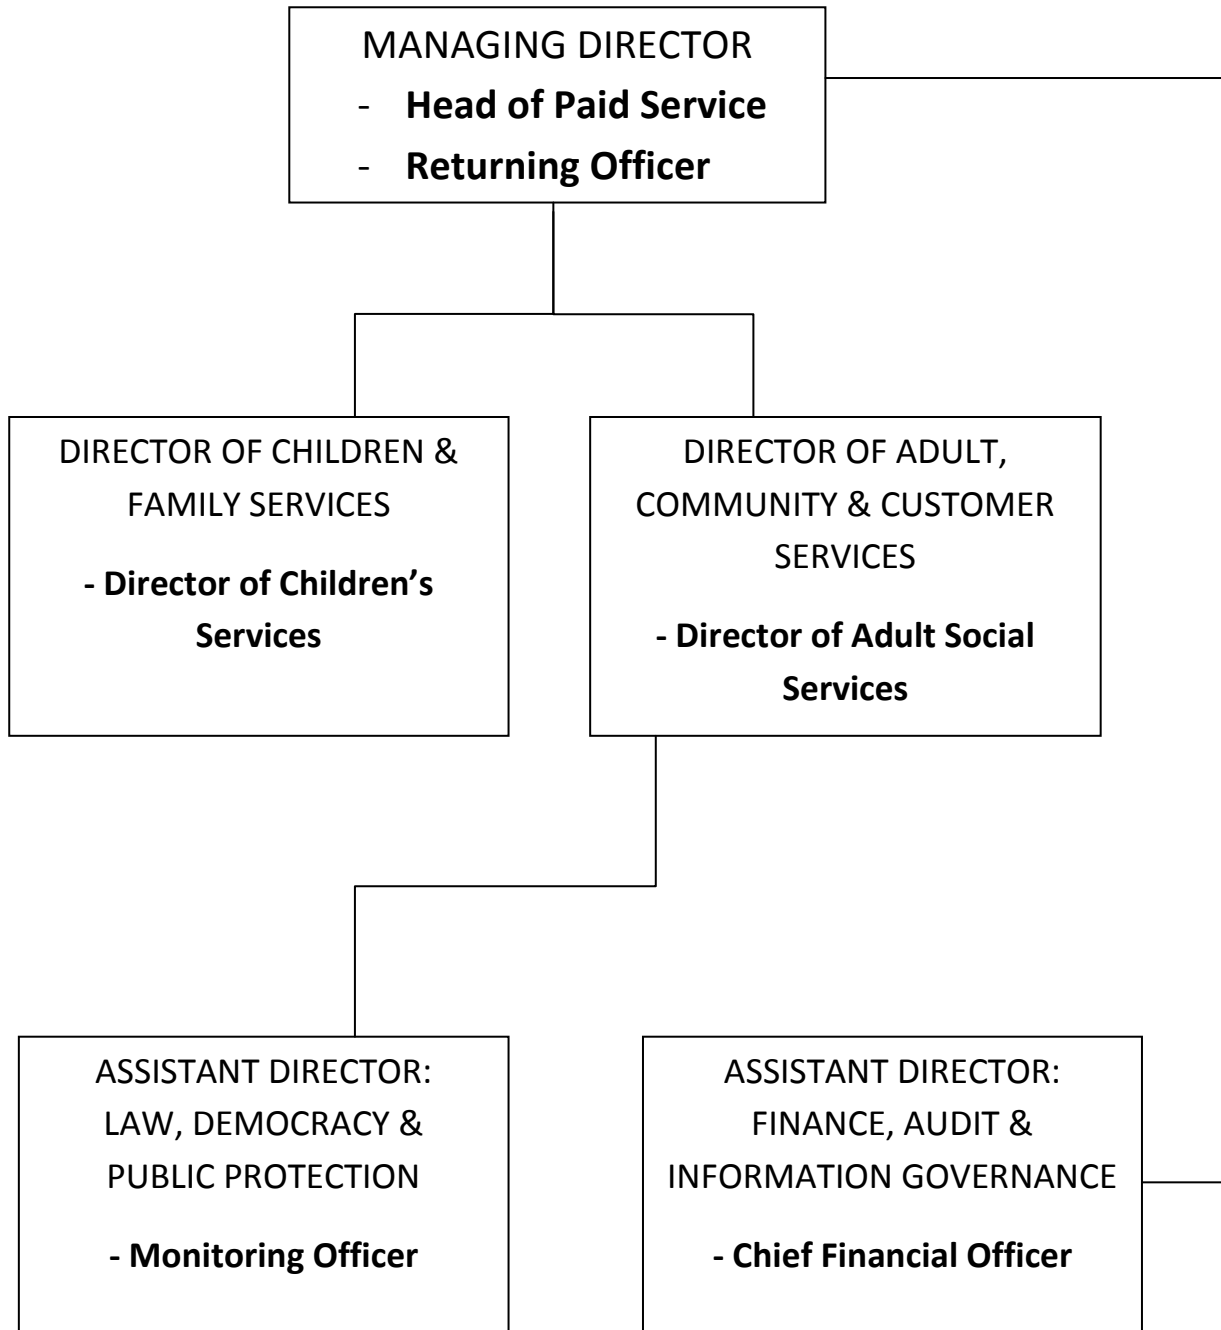 MANAGING DIRECTOR
- Head of Paid Service
- Returning Officer
DIRECTOR OF CHILDREN &
FAMILY SERVICES
- Director of Children’s
Services
DIRECTOR OF ADULT,
COMMUNITY & CUSTOMER
SERVICES
- Director of Adult Social
Services
ASSISTANT DIRECTOR:
LAW, DEMOCRACY &
PUBLIC PROTECTION
- Monitoring Officer
ASSISTANT DIRECTOR:
FINANCE, AUDIT &
INFORMATION GOVERNANCE
- Chief Financial Officer